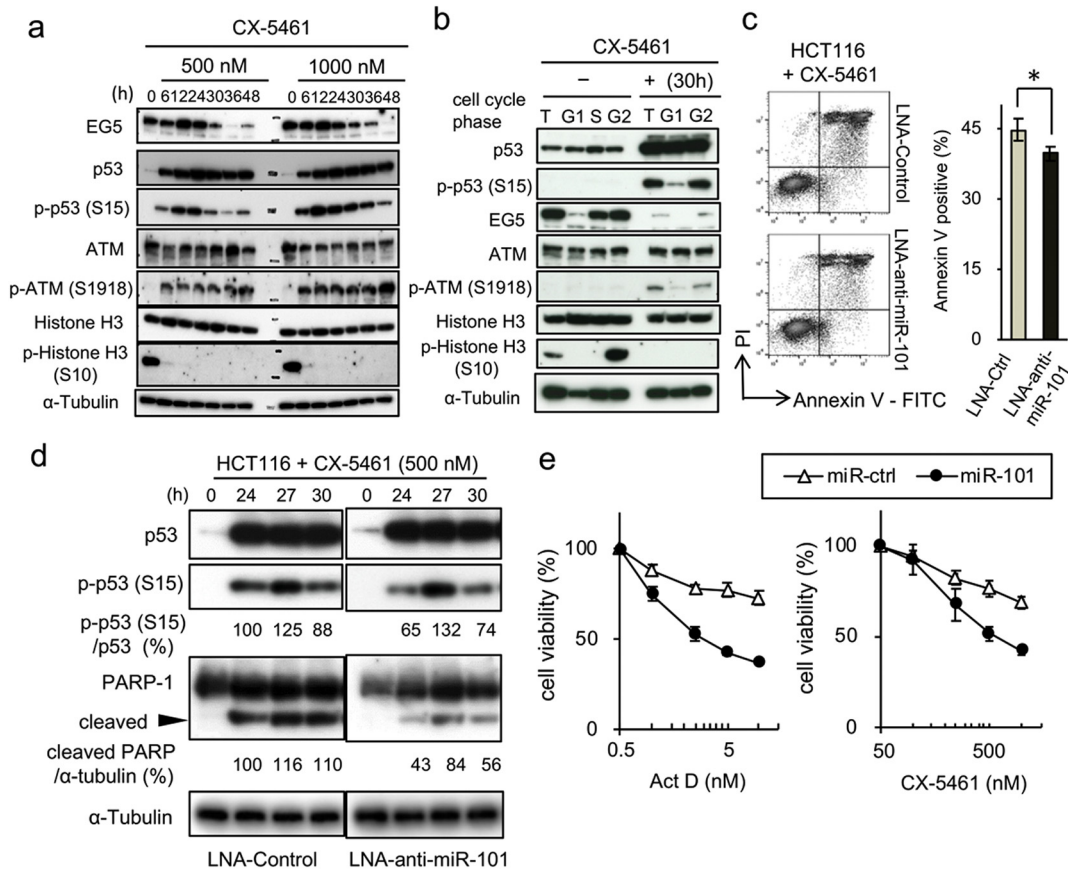 a
CX-5461
500 nM 1000 nM
(h) 0 6 12 24 30 36 48 0 6 12 24 30 36 48
EG5
p53
p-p53 (S15)
ATM
p-ATM (S1918)
Histone H3
p-Histone H3
(S10)
α-Tubulin
b
CX-5461
– + (30h)
cell cycle
phase
T G1 S G2 T G1 G2
p53
p-p53 (S15)
EG5
ATM
p-ATM (S1918)
Histone H3
p-Histone H3
(S10)
α-Tubulin
c
HCT116
+ CX-5461
LNA-Control
LNA-anti-miR-101
PI
Annexin V - FITC
Annexin V positive (%)
45
30
15
0
*
LNA-Ctrl
LNA-anti-
miR-101
d
HCT116 + CX-5461 (500 nM)
(h) 0 24 27 30 0 24 27 30
p53
p-p53 (S15)
p-p53 (S15)
/p53 (%)
100 125 88 65 132 74
PARP-1
cleaved
cleaved PARP
/α-tubulin (%)
100 116 110 43 84 56
α-Tubulin
LNA-Control LNA-anti-miR-101
e
miR-ctrl miR-101
cell viability (%)
100
50
0
0.5 5
Act D (nM)
cell viability (%)
100
50
0
50 500
CX-5461 (nM)